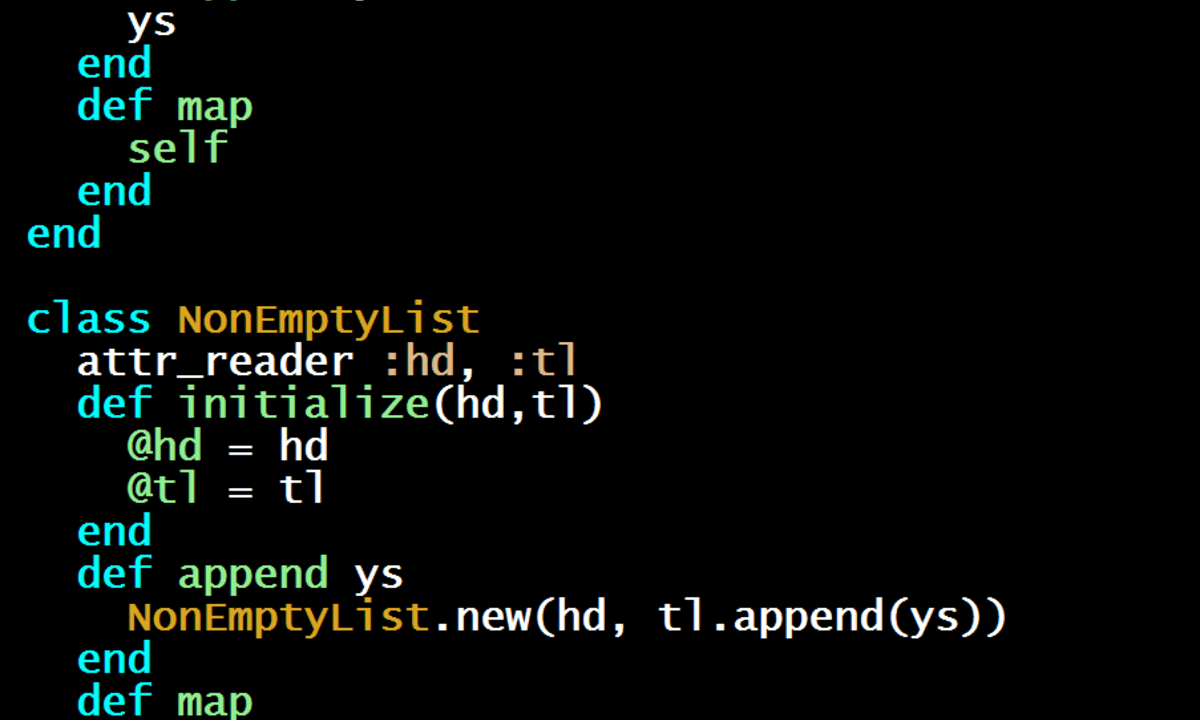 ys
  end
  def map
    self
  end
end

class NonEmptyList
  attr_reader :hd, :tl
  def initialize(hd,tl)
    @hd = hd
    @tl = tl
  end
  def append ys
    NonEmptyList.new(hd, tl.append(ys))
  end
  def map